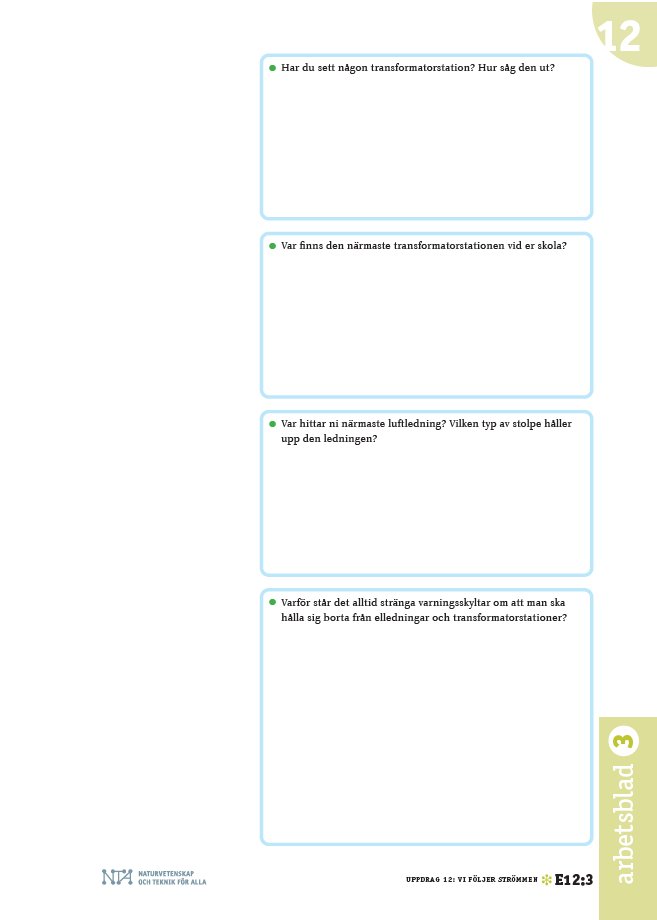 12
Har du sett någon transformatorstation? Hur såg den ut?
Var finns den närmaste transformatorstationen vid er skola?
Var hittar ni närmaste luftledning? Vilken typ av stolpe håller
upp den ledningen?
Varför står det alltid stränga varningsskyltar om att man ska
hålla sig borta från elledningar och transformatorstationer?
arbetsblad 3
NTA NATURVETENSKAP
OCH TEKNIK FÖR ALLA
UPPDRAG 12: VI FÖLJER STRÖMMEN E12:3